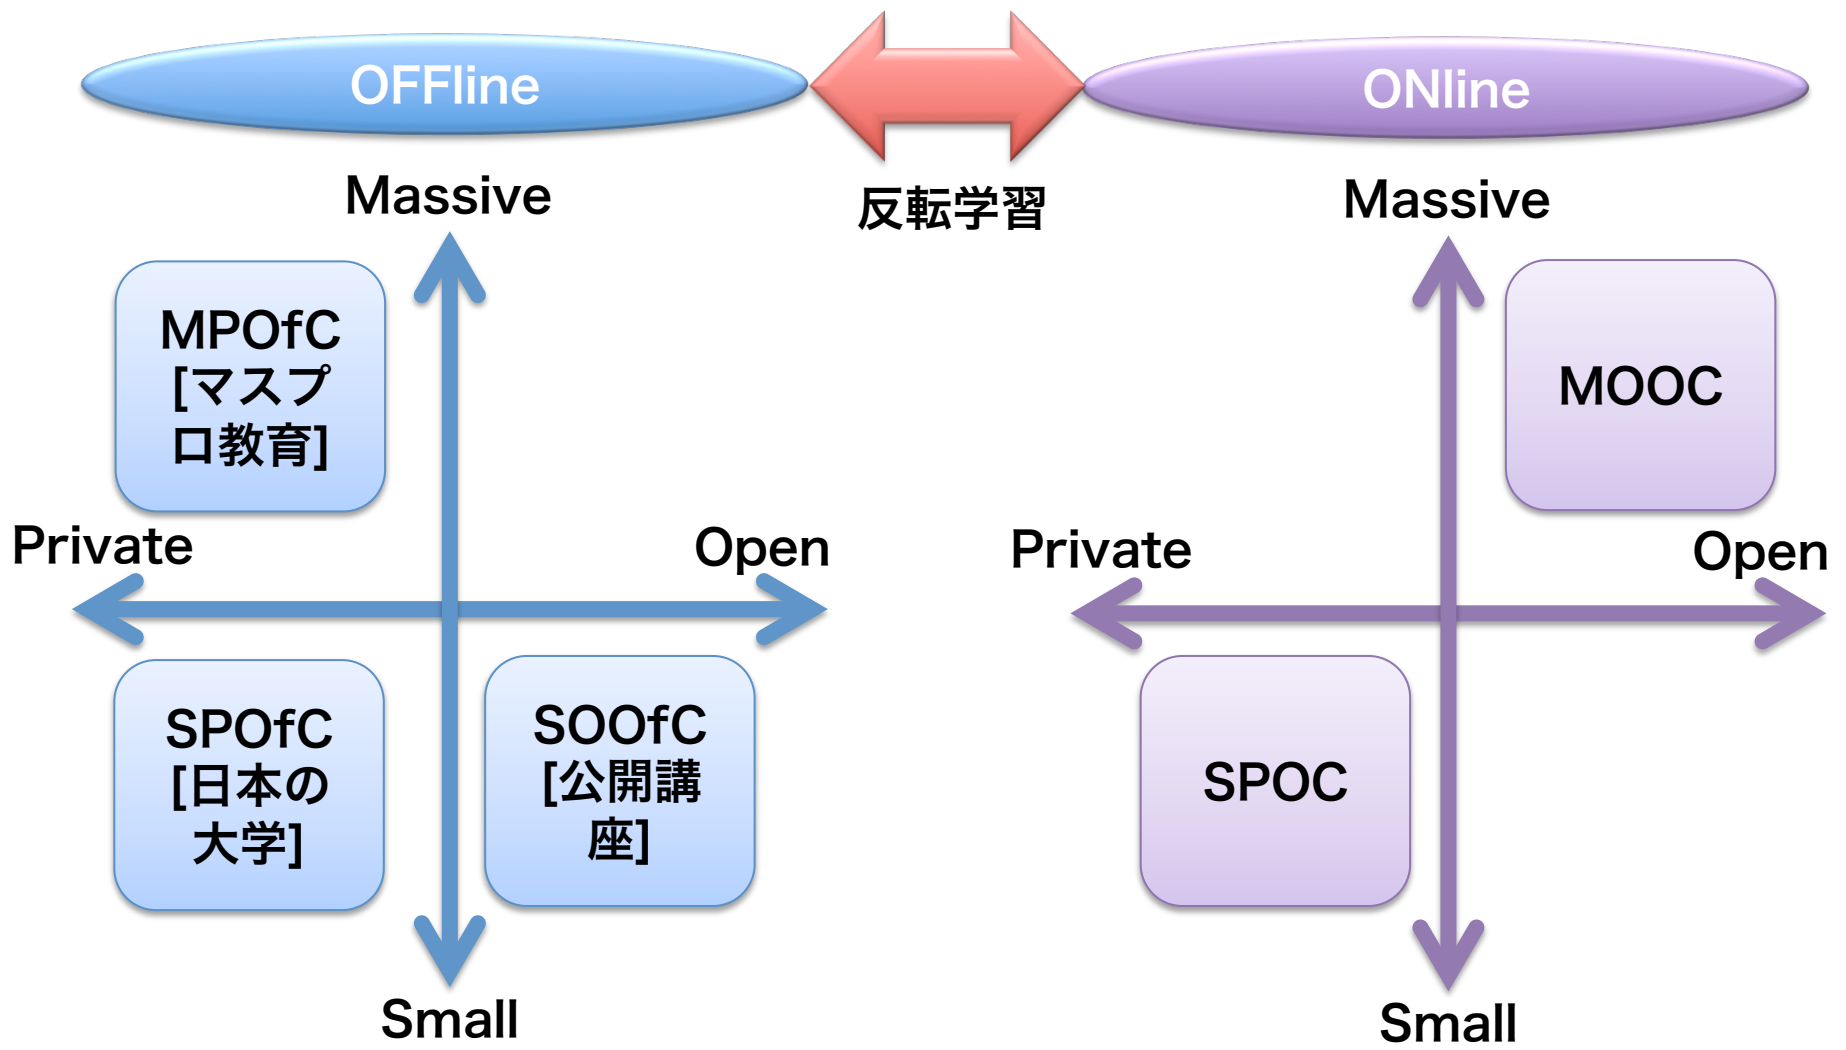 OFFline
ONline
反転学習
Massive
MPOfC
[マスプ
ロ教育]
Private
Open
SPOfC
[日本の
大学]
SOOfC
[公開講
座]
Small
Massive
MOOC
Private
Open
SPOC
Small